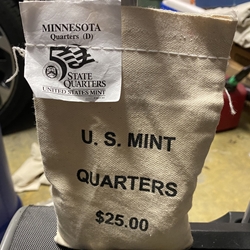 MINNESOTA
Quarters (D)
50
STATE
QUARTERS
UNITED STATES MINT
U. S. MINT
QUARTERS
$25.00